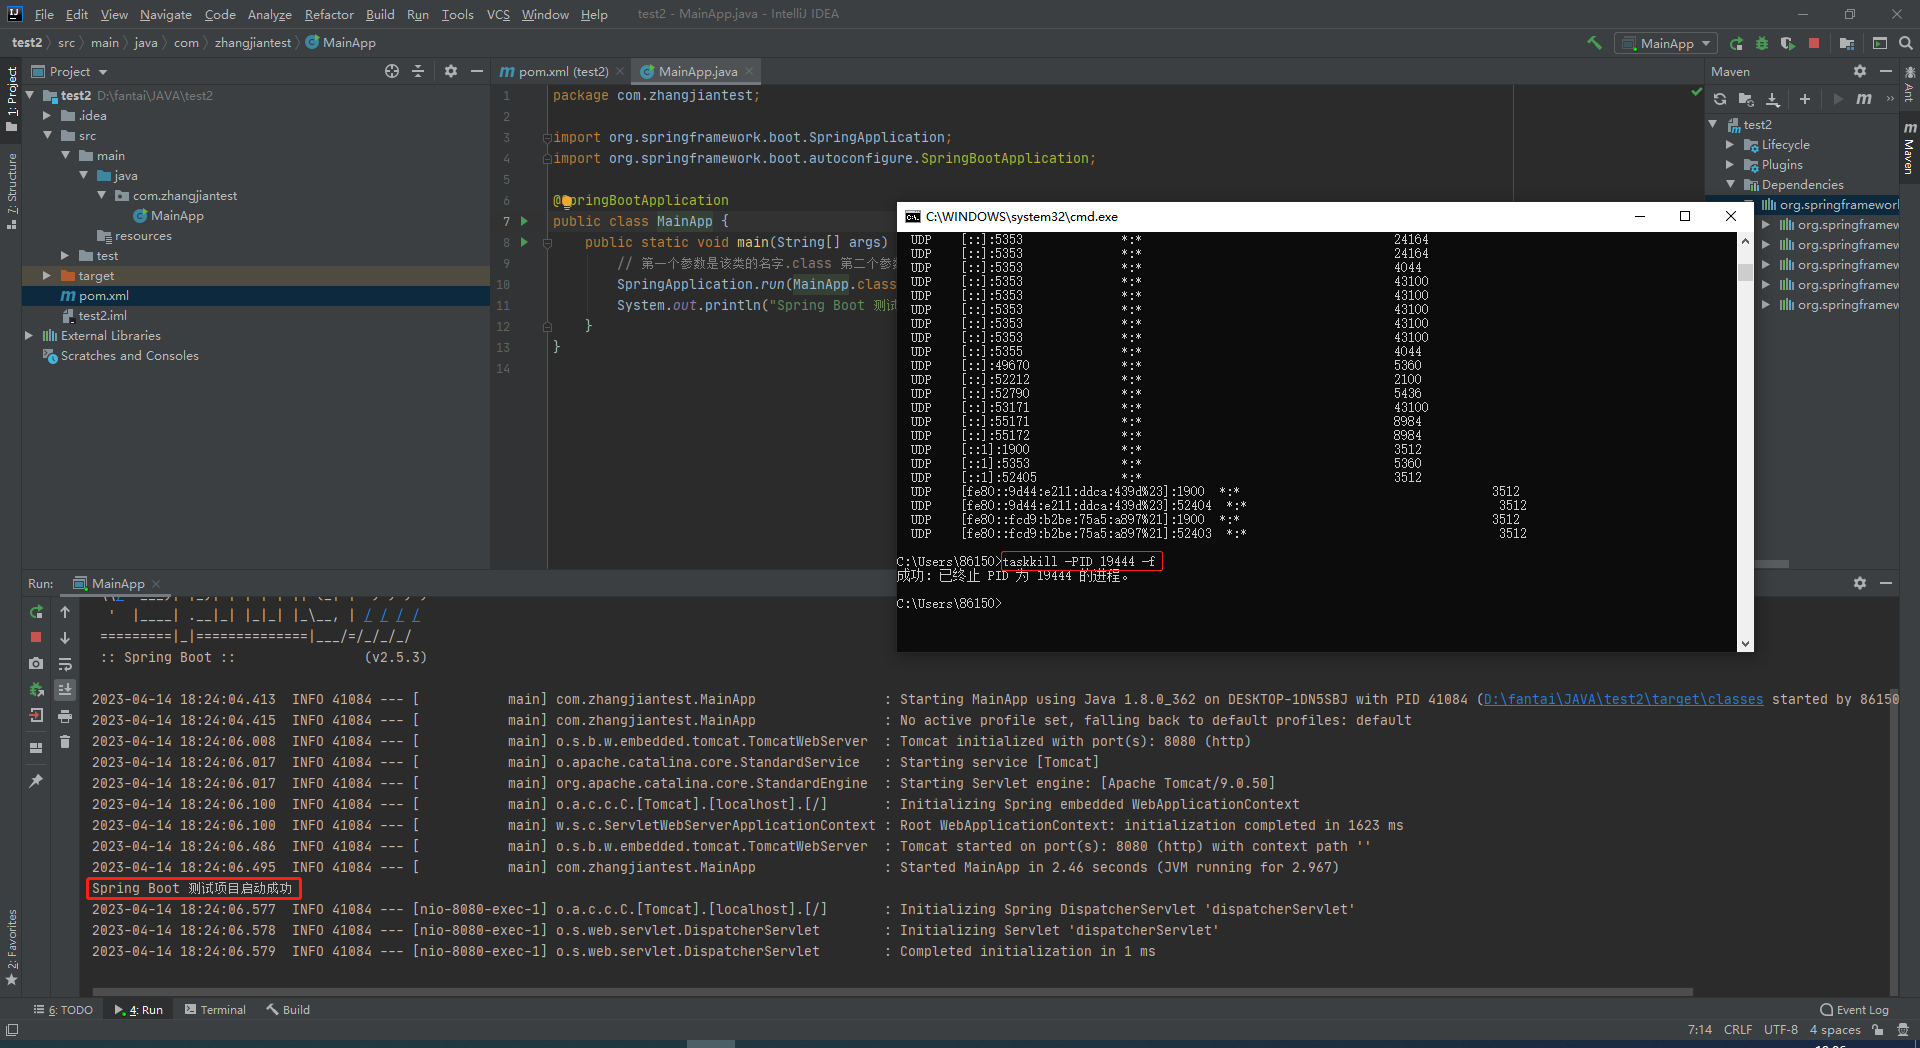 File Edit View Navigate Code Analyze Refactor Build Run Tools VCS Window Help test2 - MainApp.java - IntelliJ IDEA
test2 src main java com zhangjiantest MainApp
MainApp
Project
pom.xml (test2)
MainApp.java
Maven
1: Project
7: Structure
2: Favorites
Ant
Maven
test2 D:\fantai\JAVA\test2
.idea
src
main
java
com.zhangjiantest
MainApp
resources
test
target
pom.xml
test2.iml
External Libraries
Scratches and Consoles
1 package com.zhangjiantest;
2
3 import org.springframework.boot.SpringApplication;
4 import org.springframework.boot.autoconfigure.SpringBootApplication;
5
6 @SpringBootApplication
7 public class MainApp {
8 public static void main(String[] args)
9 // 第一个参数是该类的名字.class 第二个参数
10 SpringApplication.run(MainApp.class
11 System.out.println("Spring Boot 测试
12 }
13 }
14
test2
Lifecycle
Plugins
Dependencies
org.springframework
org.springframew
org.springframew
org.springframew
org.springframew
org.springframew
C:\WINDOWS\system32\cmd.exe
UDP [::]:5353 *:* 24164
UDP [::]:5353 *:* 24164
UDP [::]:5353 *:* 4044
UDP [::]:5353 *:* 43100
UDP [::]:5353 *:* 43100
UDP [::]:5353 *:* 43100
UDP [::]:5353 *:* 43100
UDP [::]:5353 *:* 43100
UDP [::]:5355 *:* 4044
UDP [::]:49670 *:* 5360
UDP [::]:52212 *:* 2100
UDP [::]:52790 *:* 5436
UDP [::]:53171 *:* 43100
UDP [::]:55171 *:* 8984
UDP [::]:55172 *:* 8984
UDP [::1]:1900 *:* 3512
UDP [::1]:5353 *:* 5360
UDP [::1]:52405 *:* 3512
UDP [fe80::9d44:e211:ddca:439d%23]:1900 *:* 3512
UDP [fe80::9d44:e211:ddca:439d%23]:52404 *:* 3512
UDP [fe80::fcd9:b2be:75a5:a897%21]:1900 *:* 3512
UDP [fe80::fcd9:b2be:75a5:a897%21]:52403 *:* 3512
C:\Users\86150>taskkill -PID 19444 -f
成功: 已终止 PID 为 19444 的进程。
C:\Users\86150>
Run: MainApp
' |____| .__|_| |_|_| |_\__, | / / / /
=========|_|==============|___/=/_/_/_/
:: Spring Boot :: (v2.5.3)
2023-04-14 18:24:04.413 INFO 41084 --- [ main] com.zhangjiantest.MainApp : Starting MainApp using Java 1.8.0_362 on DESKTOP-1DN5SBJ with PID 41084 (D:\fantai\JAVA\test2\target\classes started by 86150
2023-04-14 18:24:04.415 INFO 41084 --- [ main] com.zhangjiantest.MainApp : No active profile set, falling back to default profiles: default
2023-04-14 18:24:06.008 INFO 41084 --- [ main] o.s.b.w.embedded.tomcat.TomcatWebServer : Tomcat initialized with port(s): 8080 (http)
2023-04-14 18:24:06.017 INFO 41084 --- [ main] o.apache.catalina.core.StandardService : Starting service [Tomcat]
2023-04-14 18:24:06.017 INFO 41084 --- [ main] org.apache.catalina.core.StandardEngine : Starting Servlet engine: [Apache Tomcat/9.0.50]
2023-04-14 18:24:06.100 INFO 41084 --- [ main] o.a.c.c.C.[Tomcat].[localhost].[/] : Initializing Spring embedded WebApplicationContext
2023-04-14 18:24:06.100 INFO 41084 --- [ main] w.s.c.ServletWebServerApplicationContext : Root WebApplicationContext: initialization completed in 1623 ms
2023-04-14 18:24:06.486 INFO 41084 --- [ main] o.s.b.w.embedded.tomcat.TomcatWebServer : Tomcat started on port(s): 8080 (http) with context path ''
2023-04-14 18:24:06.495 INFO 41084 --- [ main] com.zhangjiantest.MainApp : Started MainApp in 2.46 seconds (JVM running for 2.967)
Spring Boot 测试项目启动成功
2023-04-14 18:24:06.577 INFO 41084 --- [nio-8080-exec-1] o.a.c.c.C.[Tomcat].[localhost].[/] : Initializing Spring DispatcherServlet 'dispatcherServlet'
2023-04-14 18:24:06.578 INFO 41084 --- [nio-8080-exec-1] o.s.web.servlet.DispatcherServlet : Initializing Servlet 'dispatcherServlet'
2023-04-14 18:24:06.579 INFO 41084 --- [nio-8080-exec-1] o.s.web.servlet.DispatcherServlet : Completed initialization in 1 ms
6: TODO 4: Run Terminal Build Event Log
7:14 CRLF UTF-8 4 spaces